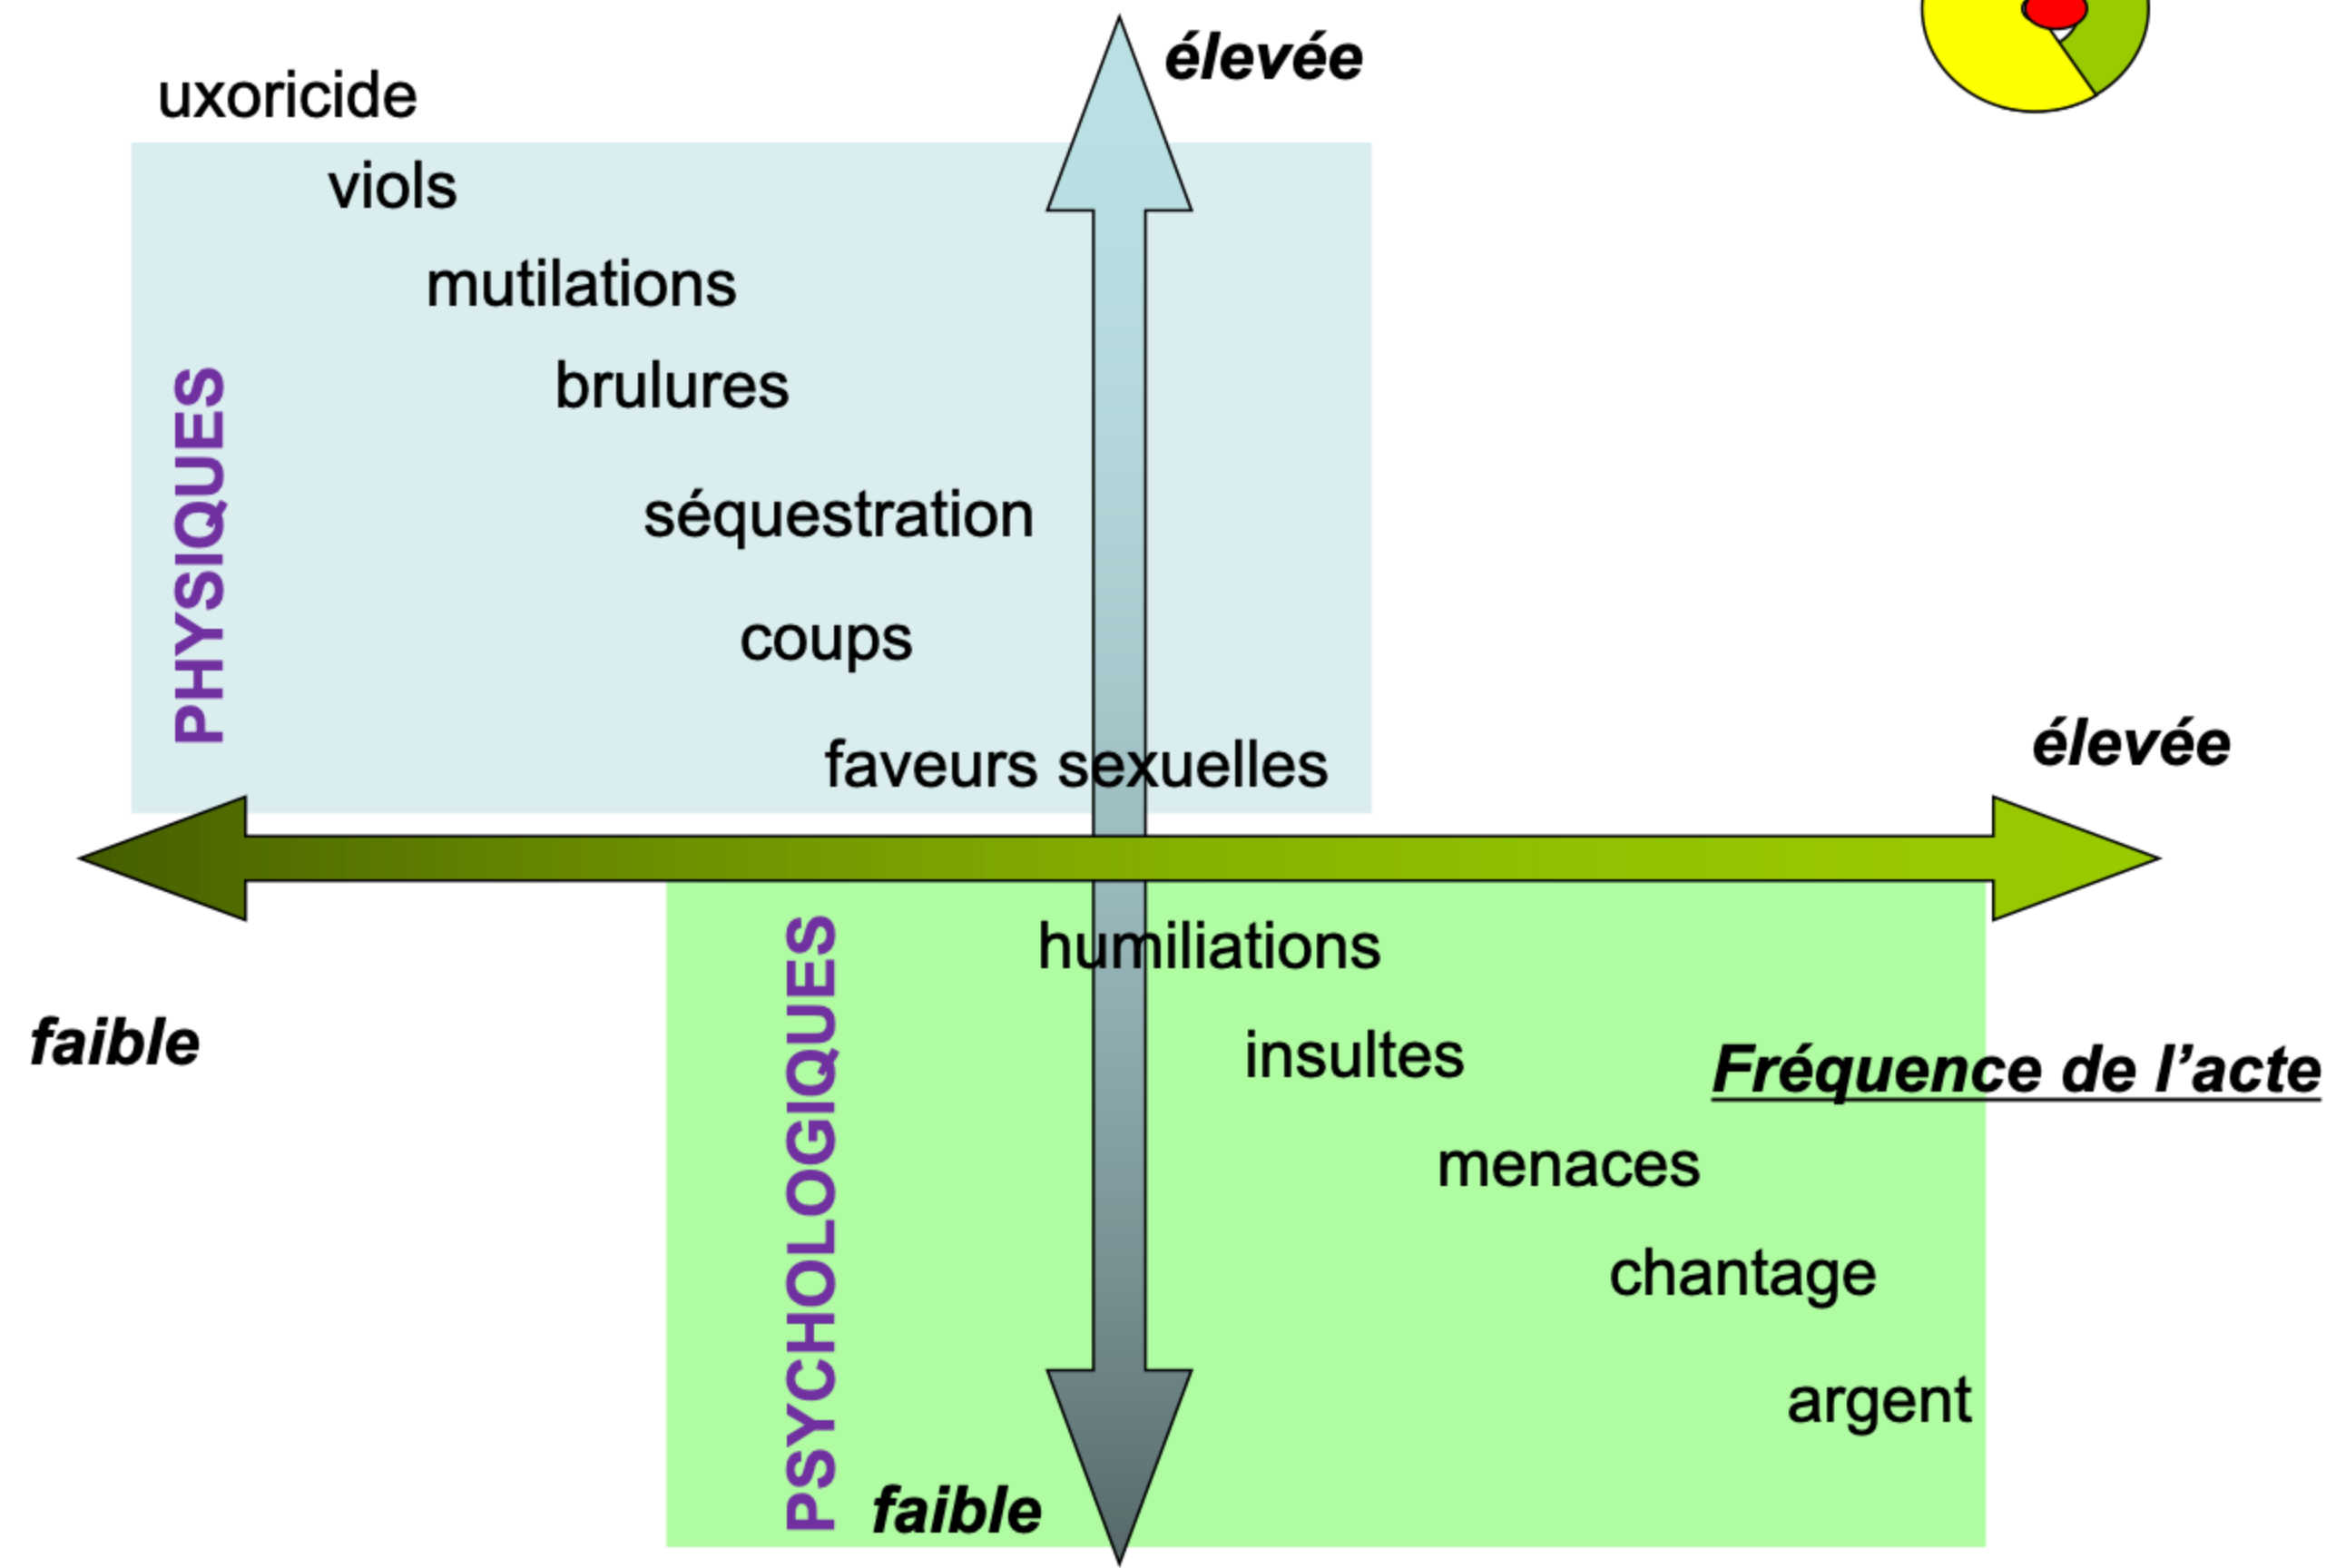 élevée
uxoricide
viols
mutilations
brulures
PHYSIQUES
séquestration
coups
faveurs sexuelles
élevée
humiliations
faible
insultes
Fréquence de l’acte
PSYCHOLOGIQUES
menaces
chantage
argent
faible